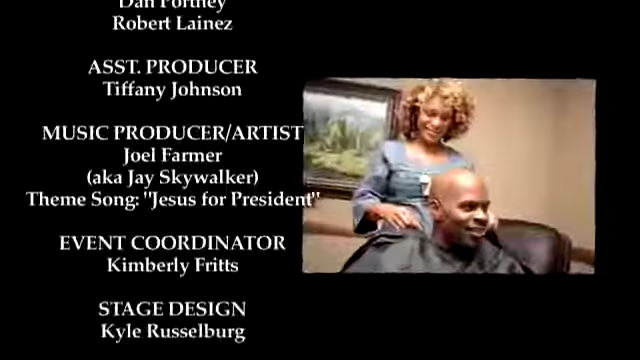 Dan Portney
Robert Lainez
ASST. PRODUCER
Tiffany Johnson
MUSIC PRODUCER/ARTIST
Joel Farmer
(aka Jay Skywalker)
Theme Song: "Jesus for President"
EVENT COORDINATOR
Kimberly Fritts
STAGE DESIGN
Kyle Russelburg